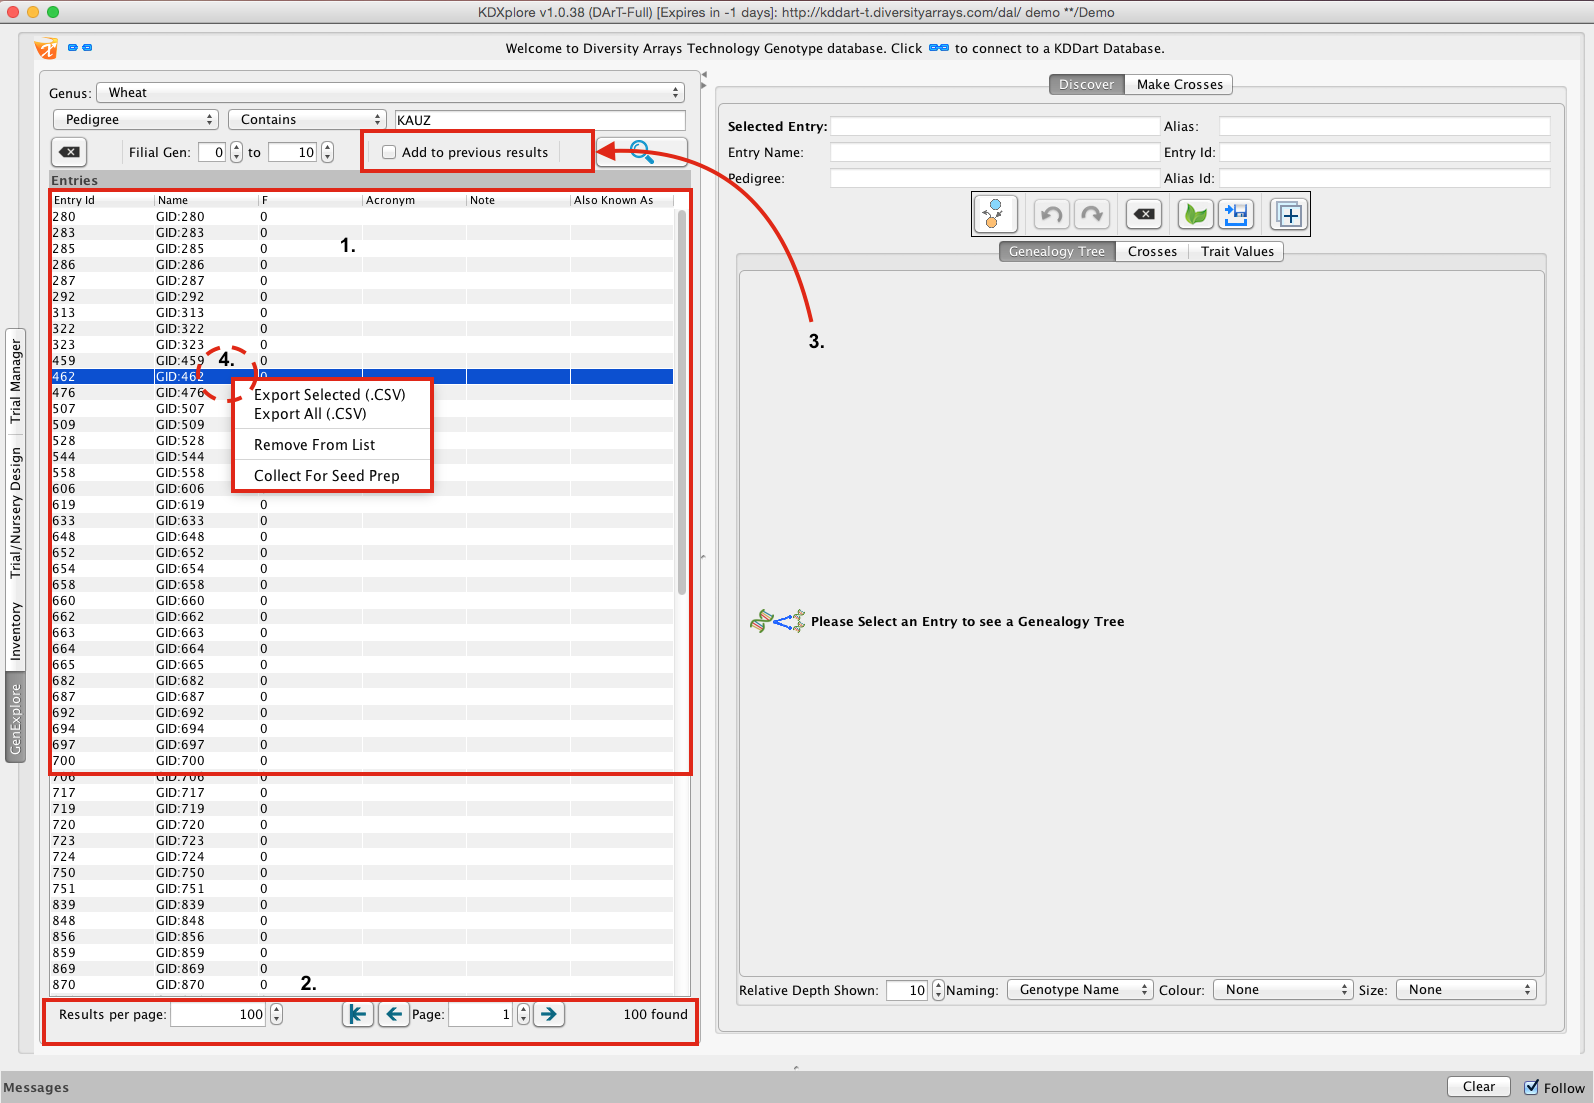 KDXplore v1.0.38 (DArT-Full) [Expires in -1 days]: http://kddart-t.diversityarrays.com/dal/ demo **/Demo
Welcome to Diversity Arrays Technology Genotype database. Click to connect to a KDDart Database.
Genus: Wheat
Pedigree Contains KAUZ
Filial Gen: 0 to 10 Add to previous results
Entries
Entry Id Name F Acronym Note Also Known As
280 GID:280 0
283 GID:283 0
285 GID:285 0
1.
286 GID:286 0
287 GID:287 0
292 GID:292 0
313 GID:313 0
322 GID:322 0
323 GID:323 0
459 GID:459 0
4.
462 GID:462 0
476 GID:476
507 GID:507
509 GID:509
528 GID:528
544 GID:544
558 GID:558
606 GID:606
Export Selected (.CSV)
Export All (.CSV)
Remove From List
Collect For Seed Prep
619 GID:619 0
633 GID:633 0
648 GID:648 0
652 GID:652 0
654 GID:654 0
658 GID:658 0
660 GID:660 0
662 GID:662 0
663 GID:663 0
664 GID:664 0
665 GID:665 0
682 GID:682 0
687 GID:687 0
692 GID:692 0
694 GID:694 0
697 GID:697 0
700 GID:700 0
706 GID:706 0
717 GID:717 0
719 GID:719 0
720 GID:720 0
723 GID:723 0
724 GID:724 0
750 GID:750 0
751 GID:751 0
839 GID:839 0
848 GID:848 0
856 GID:856 0
859 GID:859 0
869 GID:869 0
870 GID:870 0
2.
Results per page: 100 Page: 1 100 found
Trial Manager
Trial/Nursery Design
Inventory
GenExplore
Discover Make Crosses
Selected Entry: Alias:
Entry Name: Entry Id:
Pedigree: Alias Id:
Genealogy Tree Crosses Trait Values
3.
Please Select an Entry to see a Genealogy Tree
Relative Depth Shown: 10 Naming: Genotype Name Colour: None Size: None
Messages Clear Follow